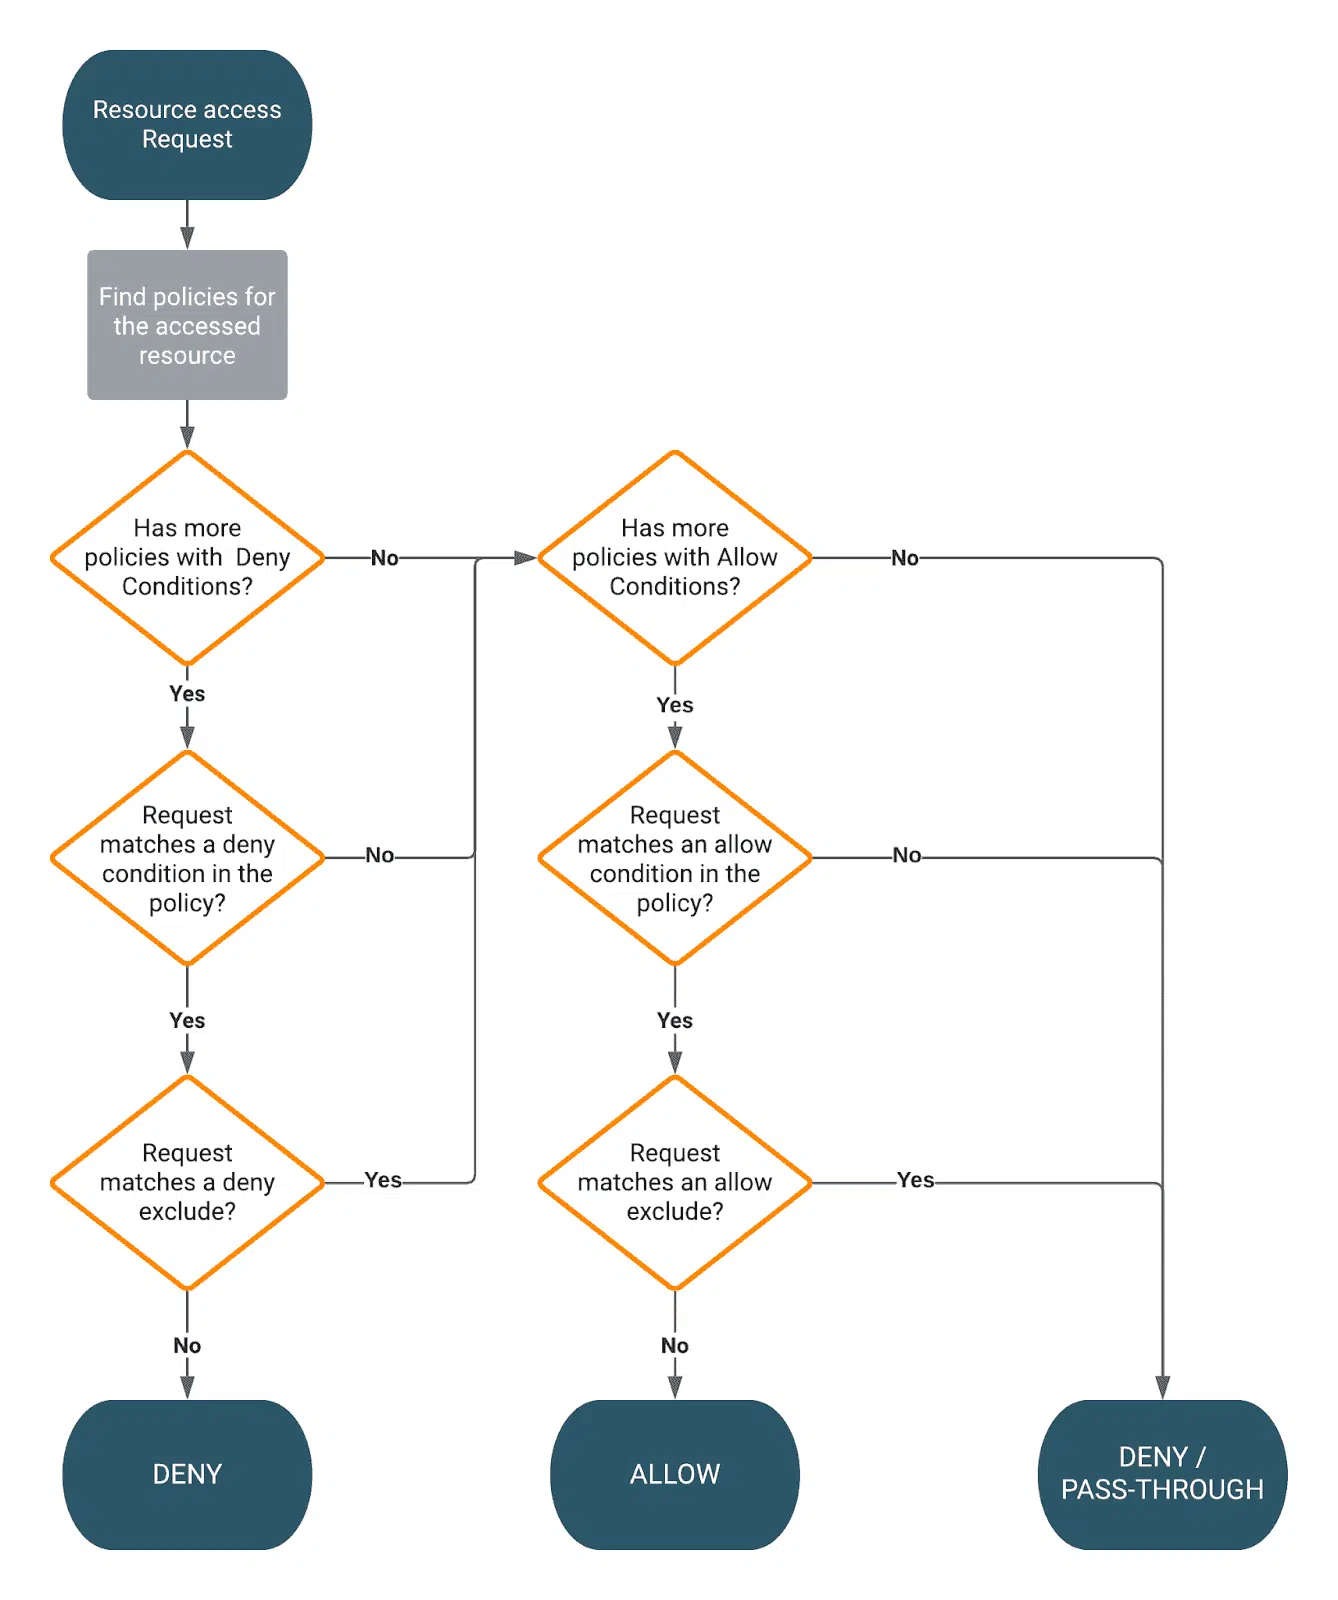 Resource access
Request
Find policies for
the accessed
resource
Has more
policies with Deny
Conditions?
No
Has more
policies with Allow
Conditions?
No
Yes
Yes
Request
matches a deny
condition in the
policy?
No
Request
matches an allow
condition in the
policy?
No
Yes
Yes
Request
matches a deny
exclude?
Yes
Request
matches an allow
exclude?
Yes
No
No
DENY
ALLOW
DENY /
PASS-THROUGH